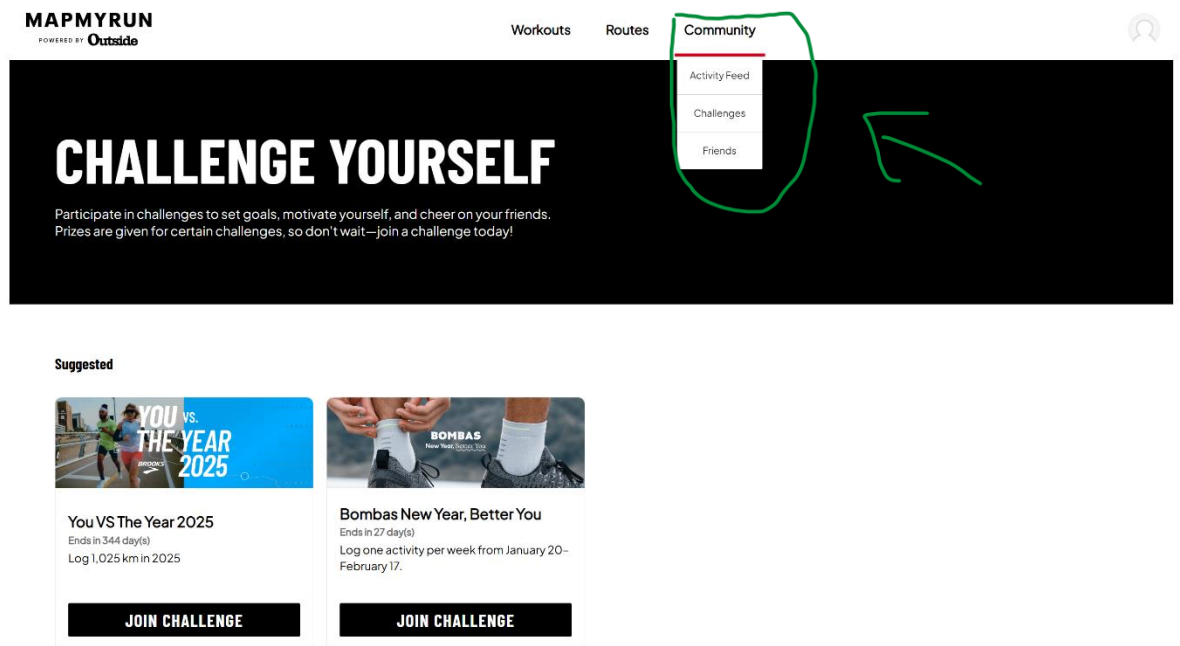 MAPMYRUN
POWERED BY Outside
Workouts
Routes
Community
Activity Feed
Challenges
Friends
CHALLENGE YOURSELF
Participate in challenges to set goals, motivate yourself, and cheer on your friends.
Prizes are given for certain challenges, so don't wait—join a challenge today!
Suggested
YOU VS.
THE YEAR
BROOKS
2025
You VS The Year 2025
Ends in 344 day(s)
Log 1,025 km in 2025
JOIN CHALLENGE
BOMBAS
New Year, Better You
Bombas New Year, Better You
Ends in 27 day(s)
Log one activity per week from January 20–
February 17.
JOIN CHALLENGE